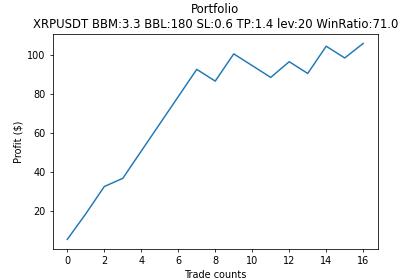 Portfolio
XRPUSDT BBM:3.3 BBL:180 SL:0.6 TP:1.4 lev:20 WinRatio:71.0
100
80
60
40
20
Profit ($)
0 2 4 6 8 10 12 14 16
Trade counts